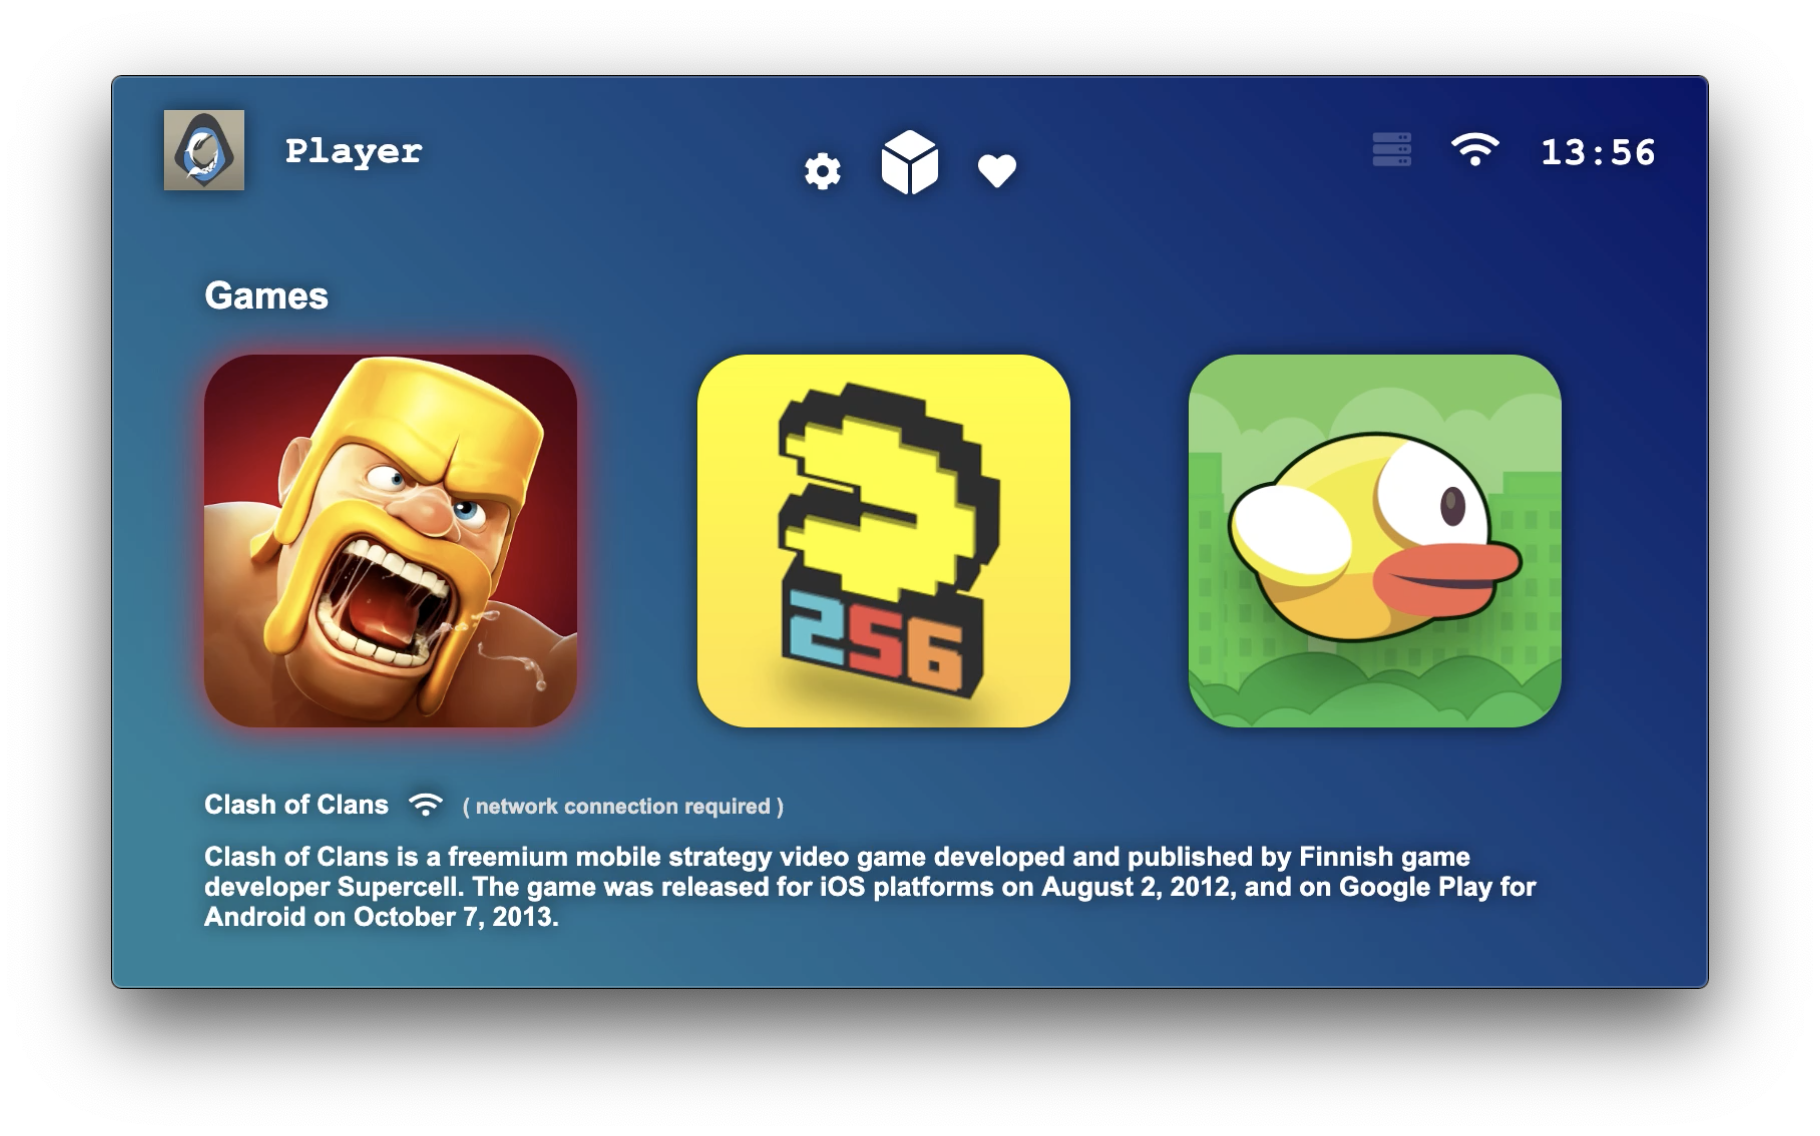 Player
13:56
Games
256
Clash of Clans ( network connection required )
Clash of Clans is a freemium mobile strategy video game developed and published by Finnish game
developer Supercell. The game was released for iOS platforms on August 2, 2012, and on Google Play for
Android on October 7, 2013.